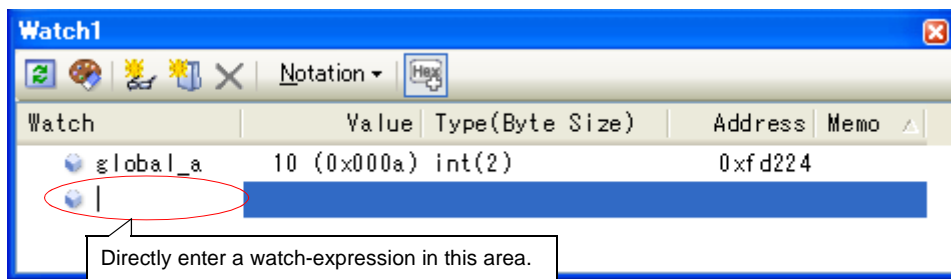 Watch1
Notation Hex
Watch Value Type(Byte Size) Address Memo
global_a 10 (0x000a) int(2) 0xfd224
Directly enter a watch-expression in this area.